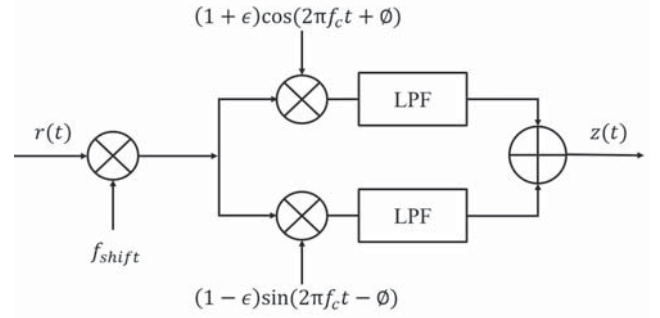 (1 + ϵ)cos(2πf_c t + ∅)
LPF
r(t)
z(t)
LPF
f_shift
(1 − ϵ)sin(2πf_c t − ∅)